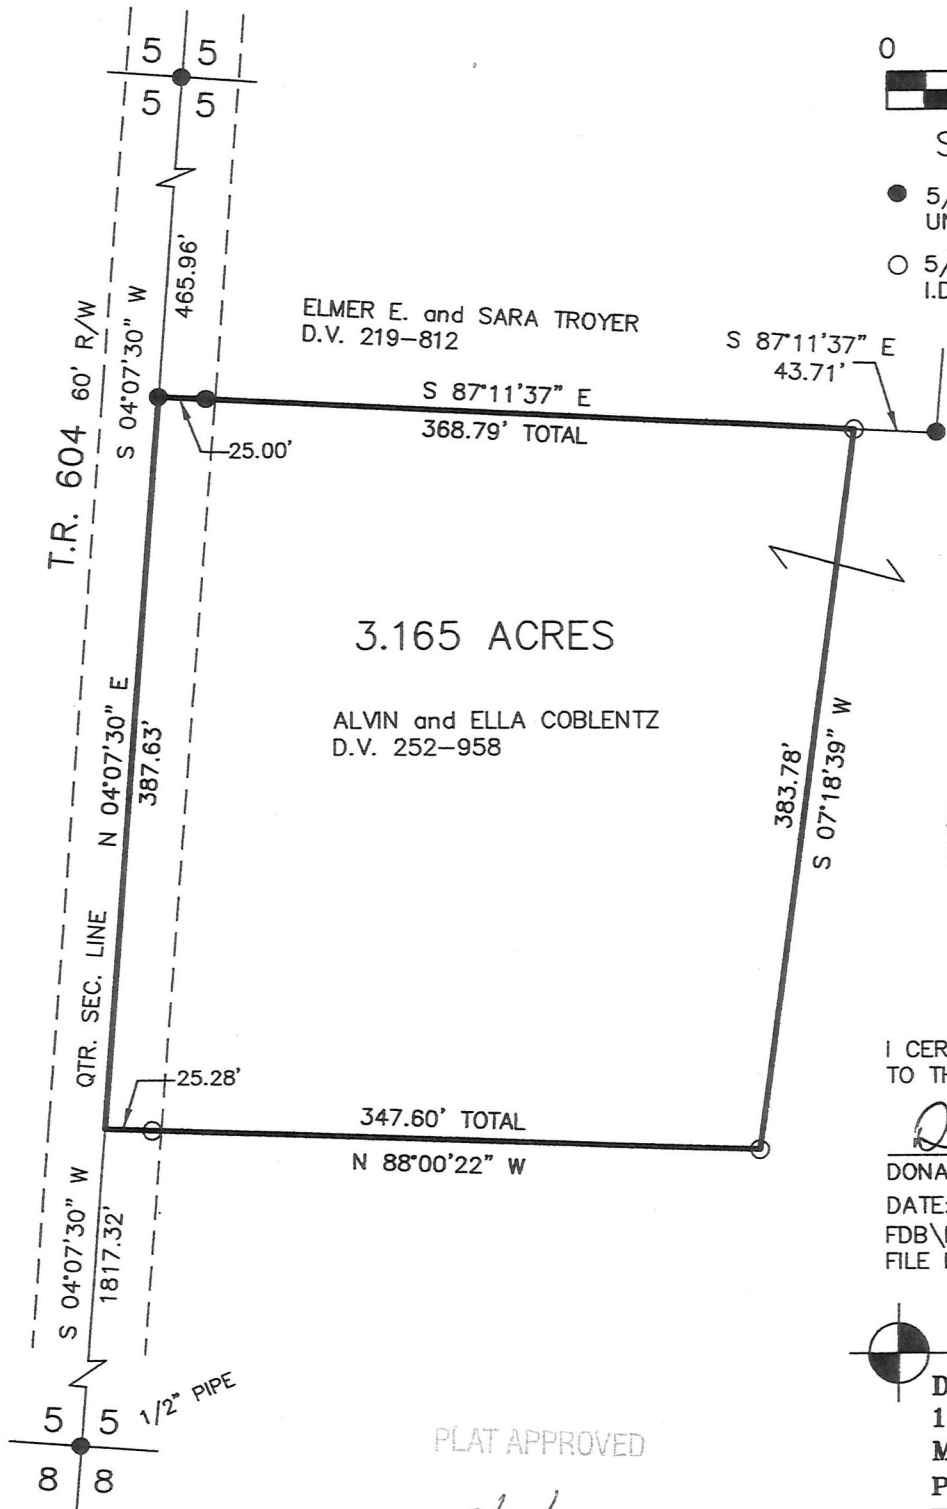 5 5
5 5
0
S
5/
UN
5/
I.D
465.96'
S 04°07'30" W
T.R. 604 60' R/W
ELMER E. and SARA TROYER
D.V. 219-812
S 87°11'37" E
43.71'
S 87°11'37" E
368.79' TOTAL
25.00'
3.165 ACRES
ALVIN and ELLA COBLENTZ
D.V. 252-958
N 04°07'30" E
387.63'
QTR. SEC. LINE
383.78'
S 07°18'39" W
25.28'
347.60' TOTAL
N 88°00'22" W
I CER
TO TH
DONA
DATE:
FDB\
FILE
S 04°07'30" W
1817.32'
1/2" PIPE
5 5
8 8
PLAT APPROVED
D
1
M
P